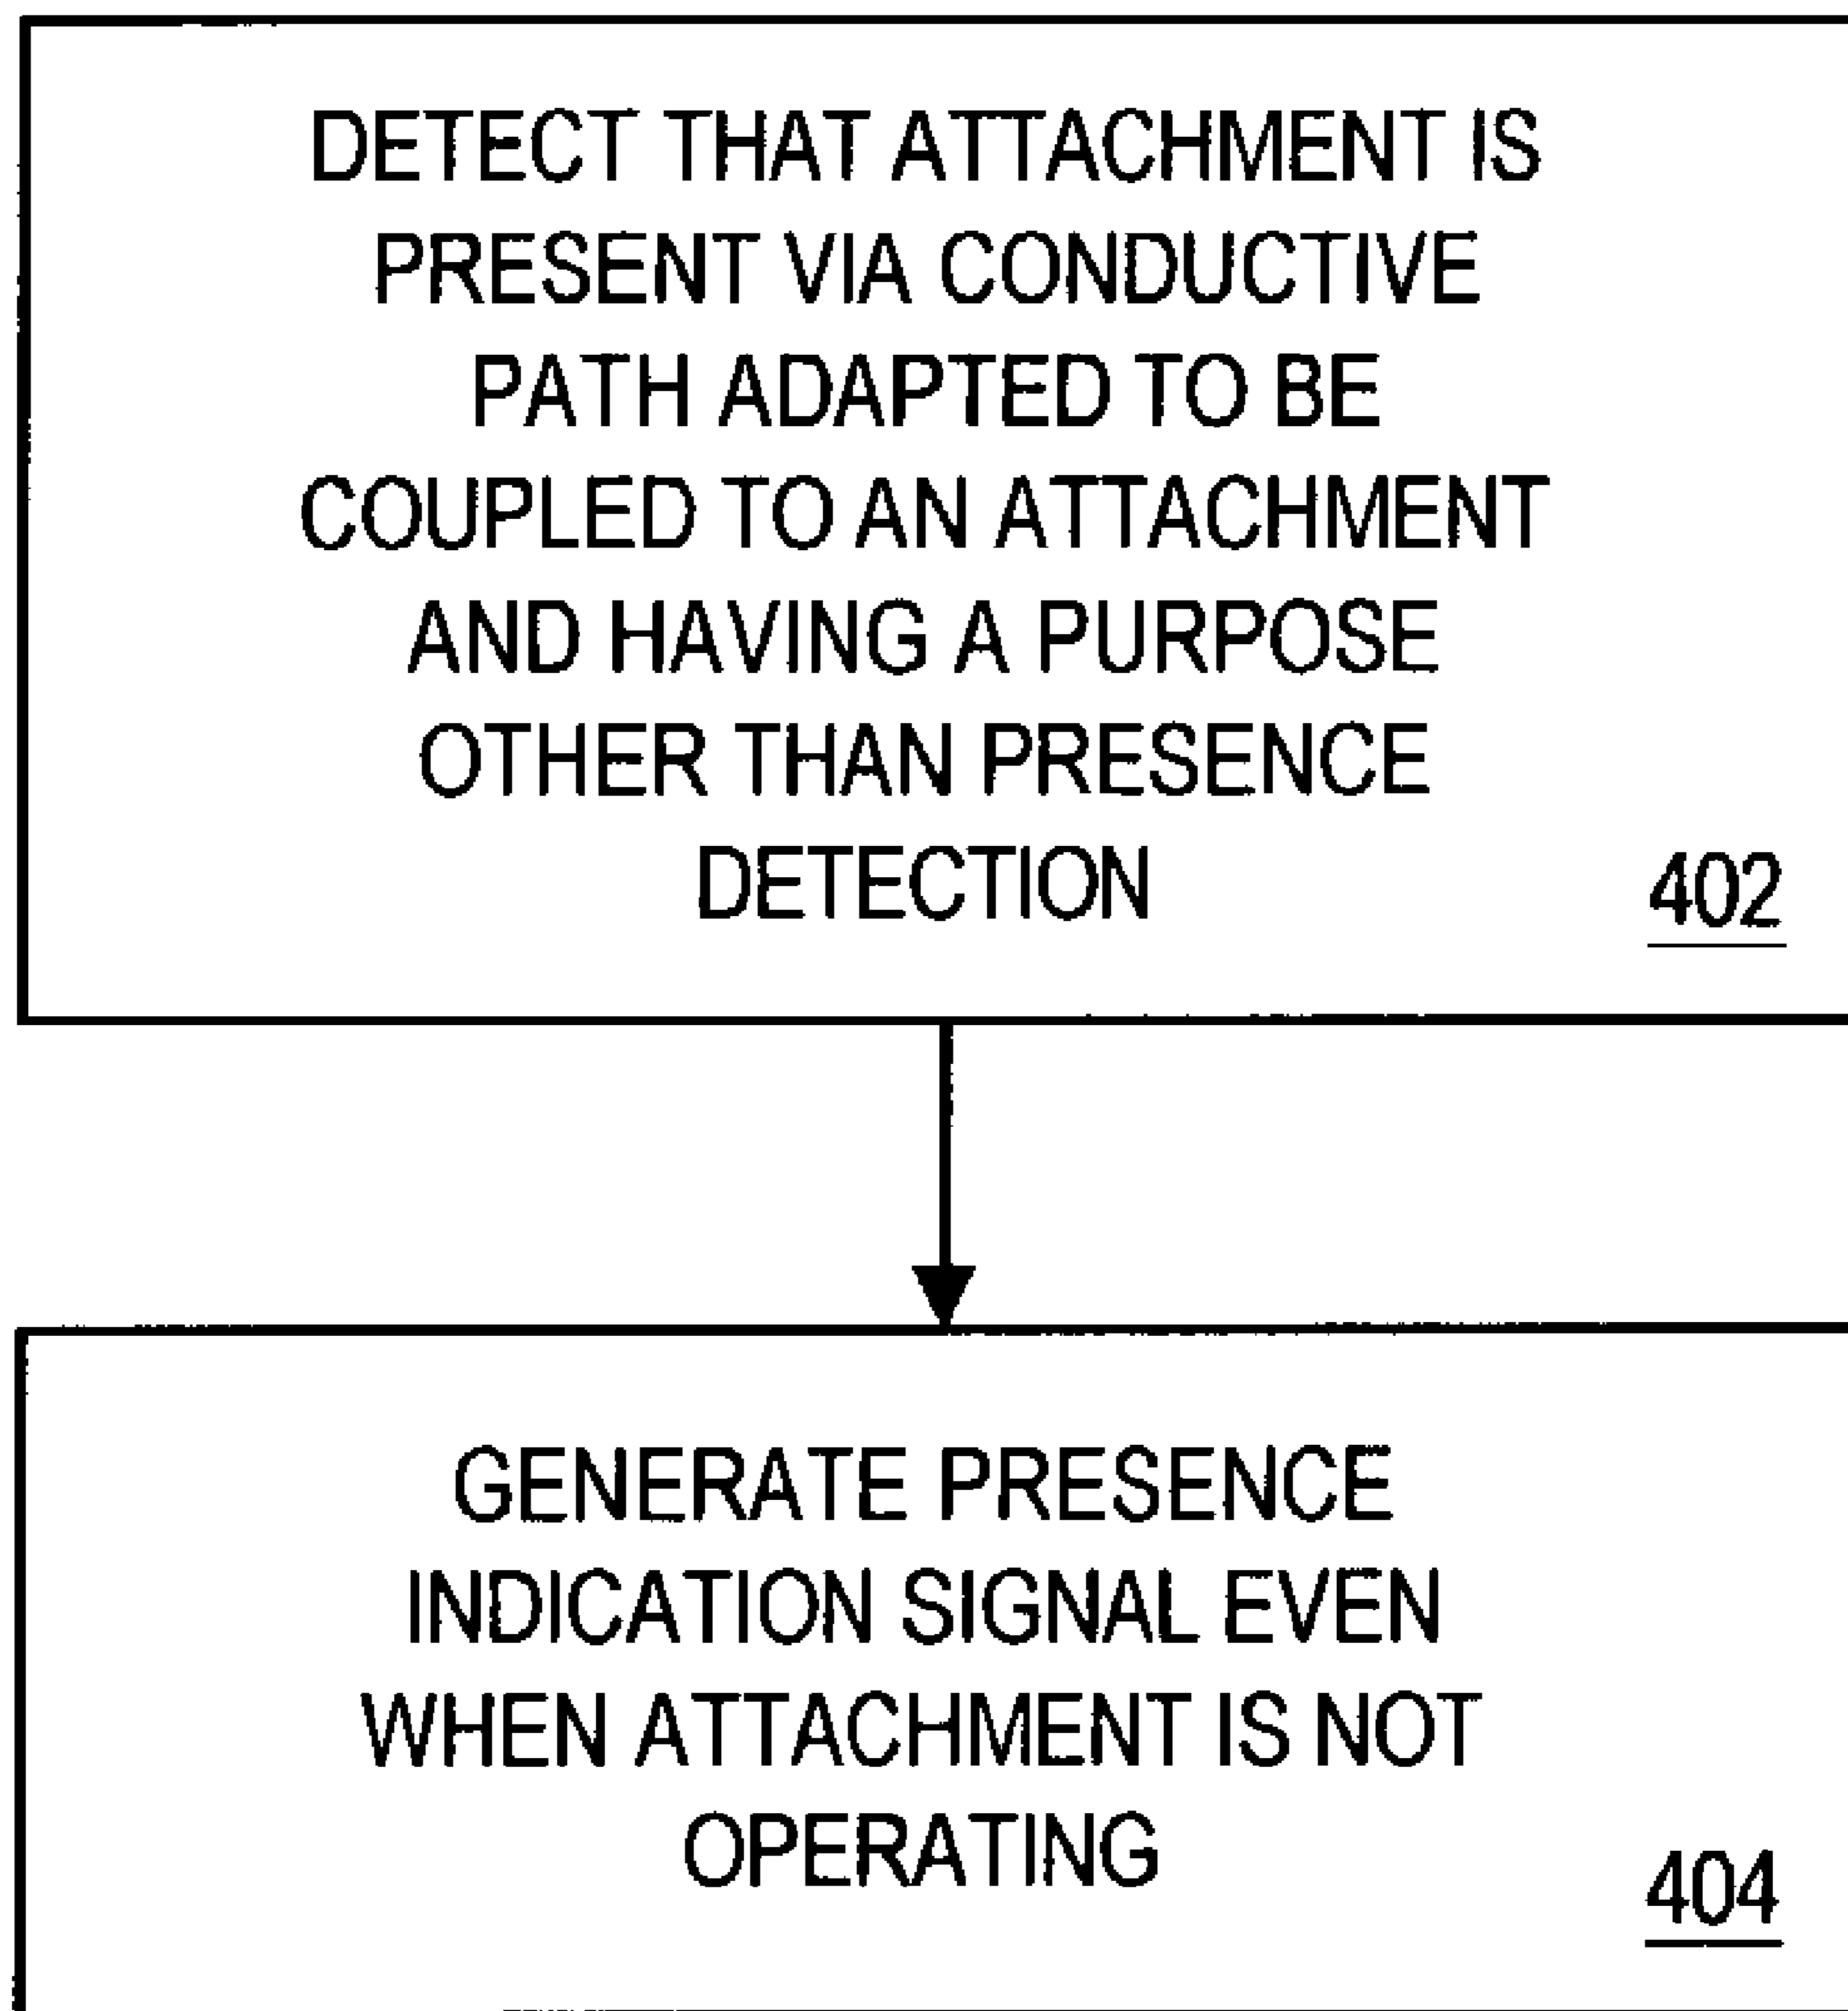 DETECT THAT ATTACHMENT IS
PRESENT VIA CONDUCTIVE
PATH ADAPTED TO BE
COUPLED TO AN ATTACHMENT
AND HAVING A PURPOSE
OTHER THAN PRESENCE
DETECTION
402
GENERATE PRESENCE
INDICATION SIGNAL EVEN
WHEN ATTACHMENT IS NOT
OPERATING
404